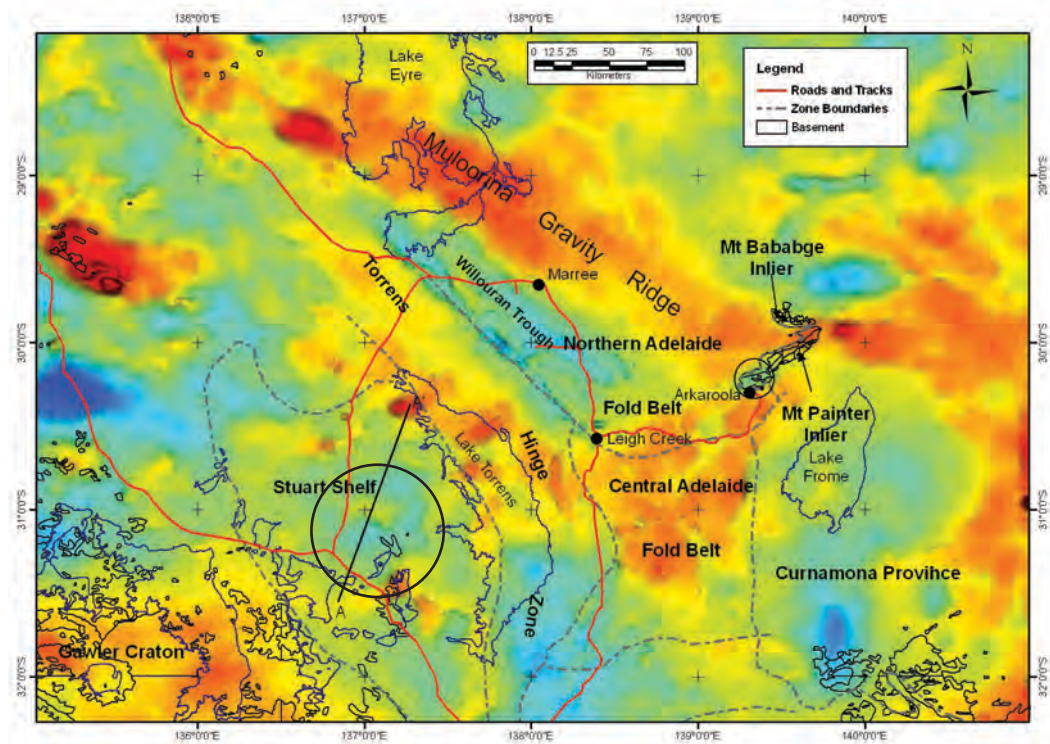 136°0'0"E 137°0'0"E 138°0'0"E 139°0'0"E 140°0'0"E
Lake
Eyre
0 12.5 25 50 75 100
Kilometers
N
Legend
Roads and Tracks
Zone Boundaries
Basement
29°0'0"S
29°0'0"S
Muloorina
Gravity
Ridge
Mt Bababge
Inlier
Torrens
Willouran Trough
Marree
30°0'0"S
30°0'0"S
Northern Adelaide
Arkaroola
Fold Belt
Mt Painter
Inlier
Leigh Creek
Lake
Frome
Hinge
Lake Torrens
Stuart Shelf
Central Adelaide
31°0'0"S
31°0'0"S
Fold Belt
Curnamona Provihce
A
Zone
Gawler Craton
32°0'0"S
32°0'0"S
136°0'0"E 137°0'0"E 138°0'0"E 139°0'0"E 140°0'0"E